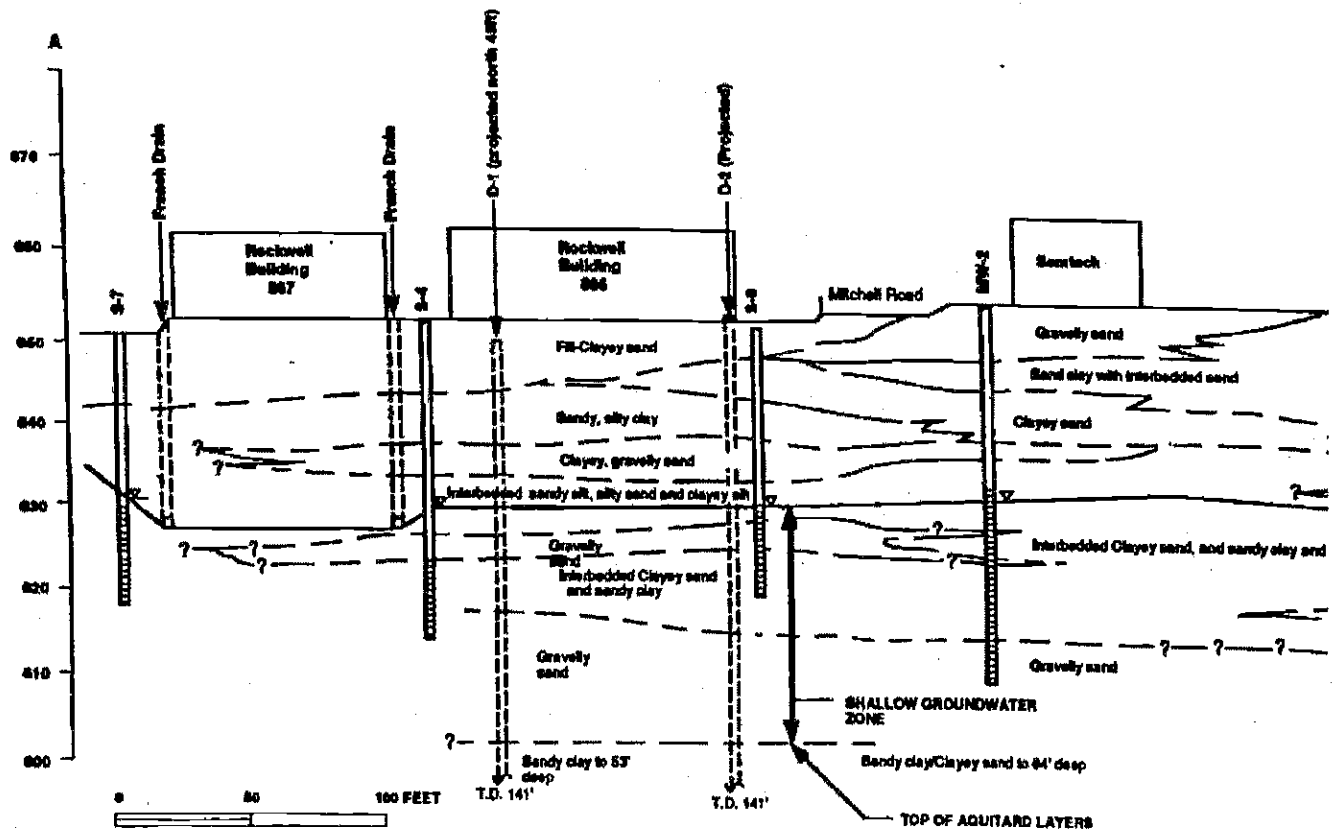 A
French Drain
French Drain
D-1 (projected north 45ft)
D-2 (Projected)
670
660
650
640
630
620
610
600
S-7
Rockwell
Building
867
S-4
Rockwell
Building
S-8
Mitchell Road
MW-2
Semtech
Fill-Clayey sand
Gravelly sand
Sand clay with interbedded sand
Sandy, silty clay
Clayey sand
Clayey, gravelly sand
Interbedded sandy silt, silty sand and clayey silt
?
?
?
?
?
?
?
?
Gravelly
sand
Interbedded Clayey sand
and sandy clay
Interbedded Clayey sand, and sandy clay and
Gravelly
sand
? ? ?
Gravelly sand
SHALLOW GROUNDWATER
ZONE
?
Sandy clay to 53'
deep
Sandy clay/Clayey sand to 84' deep
T.D. 141'
T.D. 141'
TOP OF AQUITARD LAYERS
0 50 100 FEET